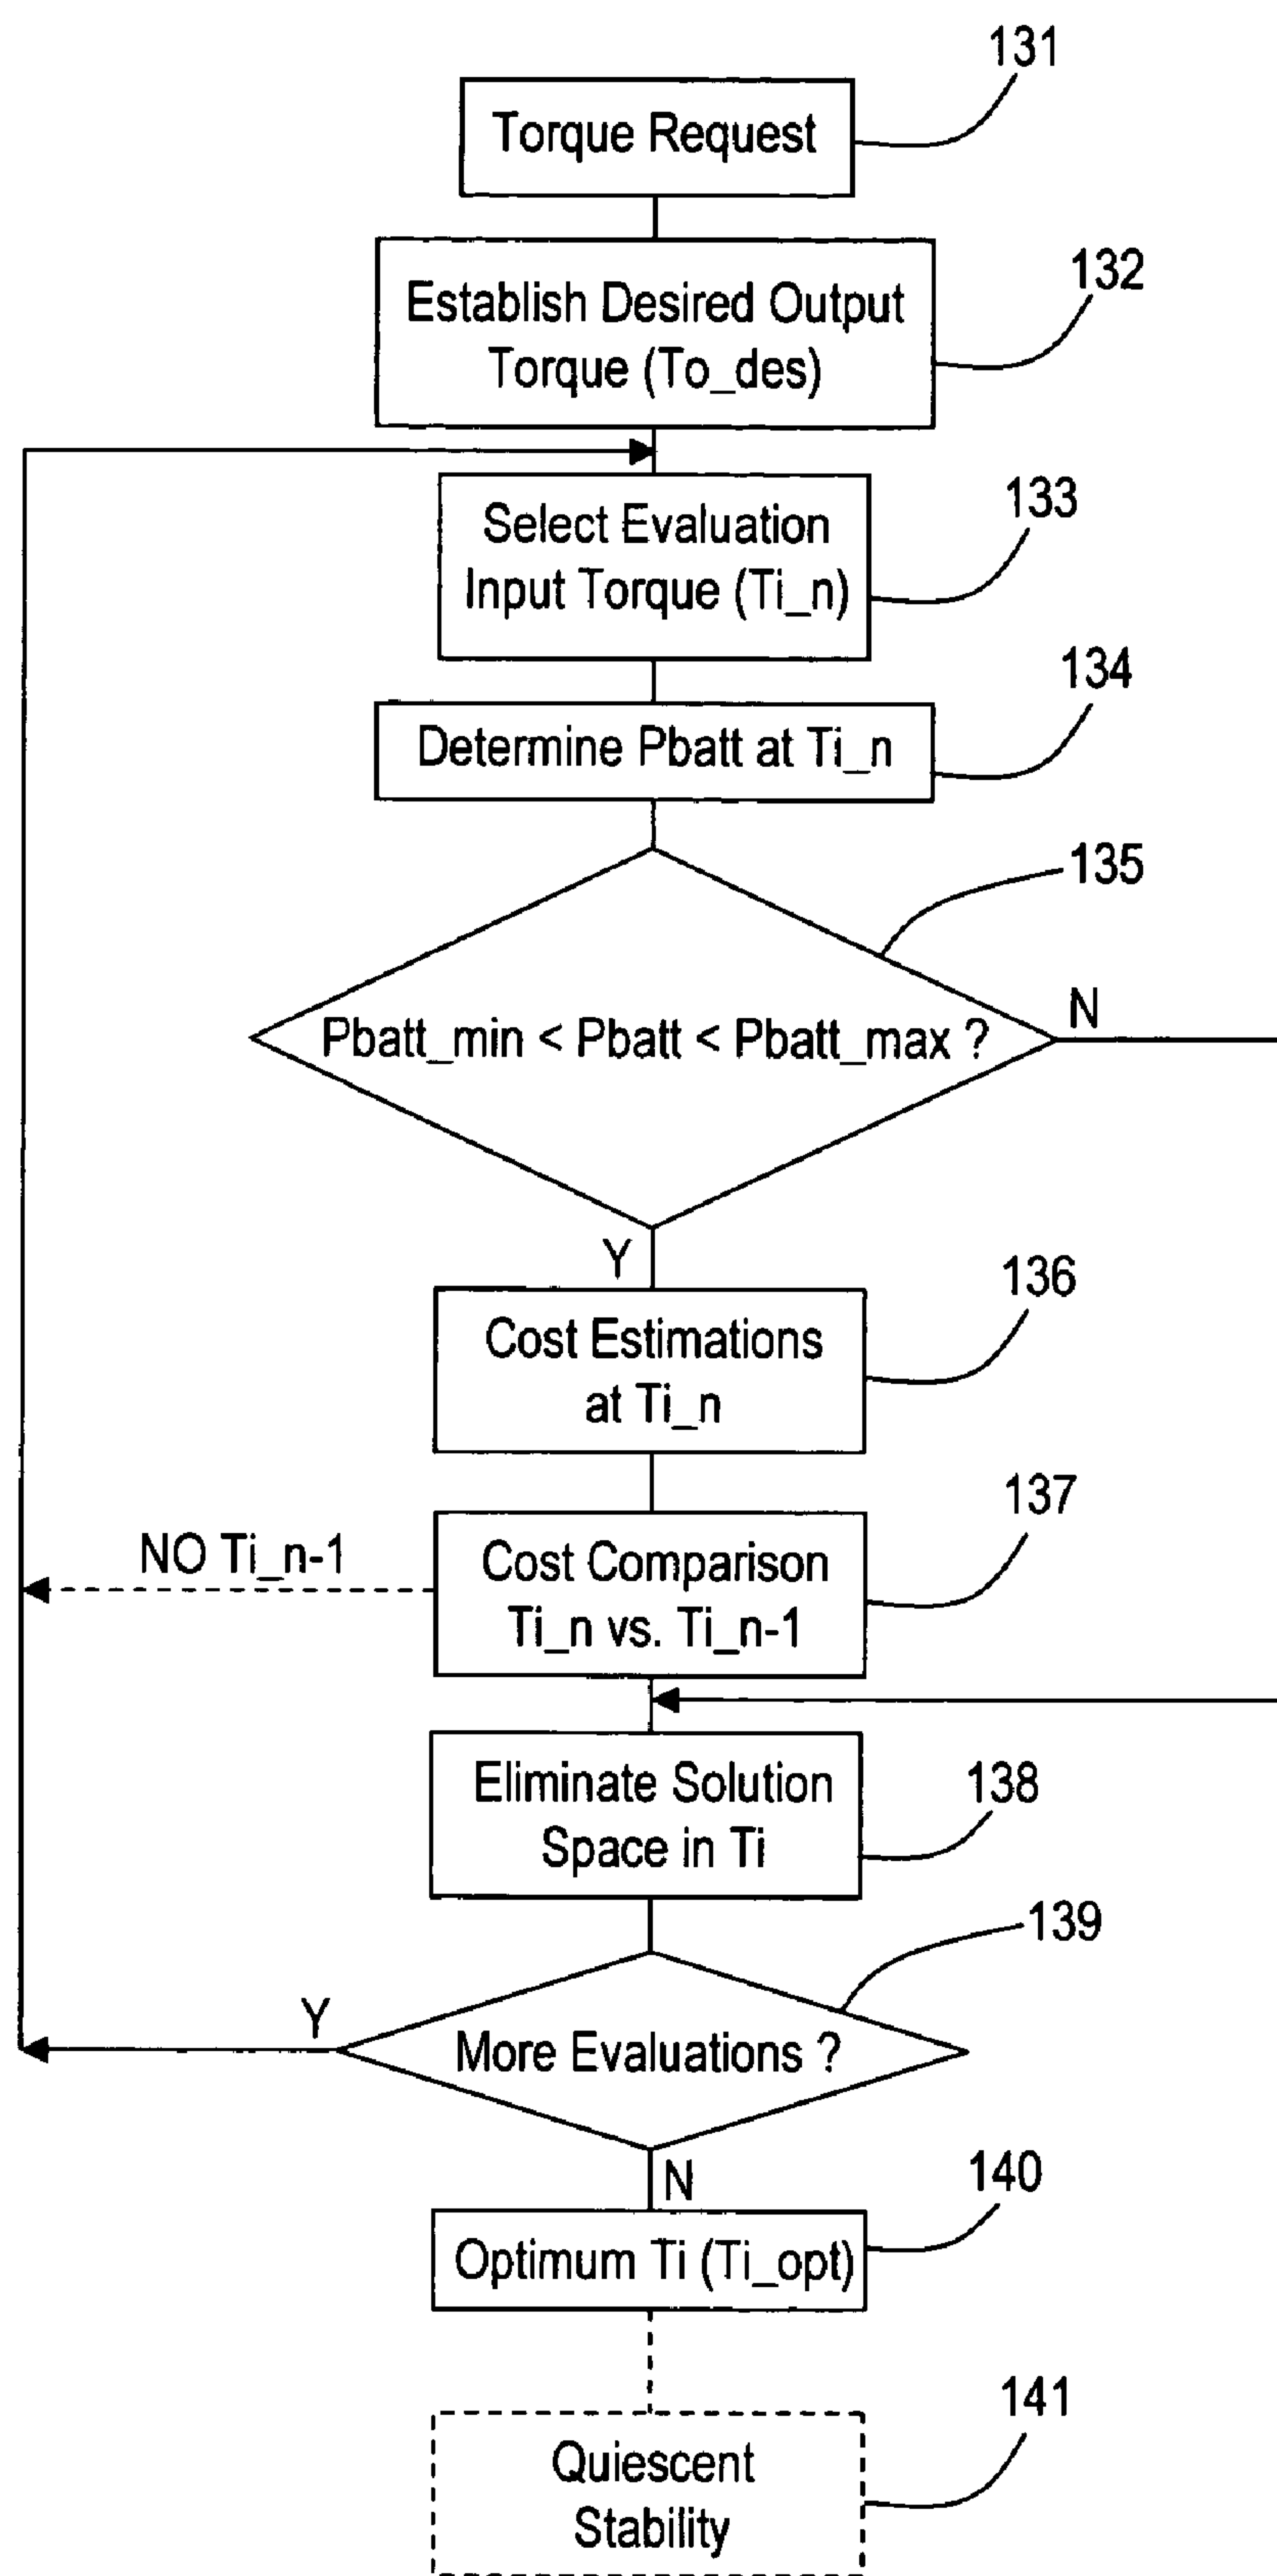 131
Torque Request
132
Establish Desired Output
Torque (To_des)
133
Select Evaluation
Input Torque (Ti_n)
134
Determine Pbatt at Ti_n
135
Pbatt_min < Pbatt < Pbatt_max ?
N
Y
136
Cost Estimations
at Ti_n
137
NO Ti_n-1
Cost Comparison
Ti_n vs. Ti_n-1
138
Eliminate Solution
Space in Ti
139
Y
More Evaluations ?
N
140
Optimum Ti (Ti_opt)
141
Quiescent
Stability